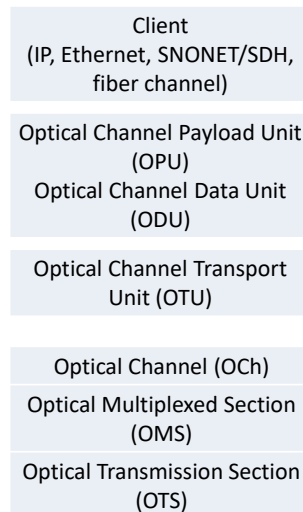 Client
(IP, Ethernet, SNONET/SDH,
fiber channel)
Optical Channel Payload Unit
(OPU)
Optical Channel Data Unit
(ODU)
Optical Channel Transport
Unit (OTU)
Optical Channel (OCh)
Optical Multiplexed Section
(OMS)
Optical Transmission Section
(OTS)